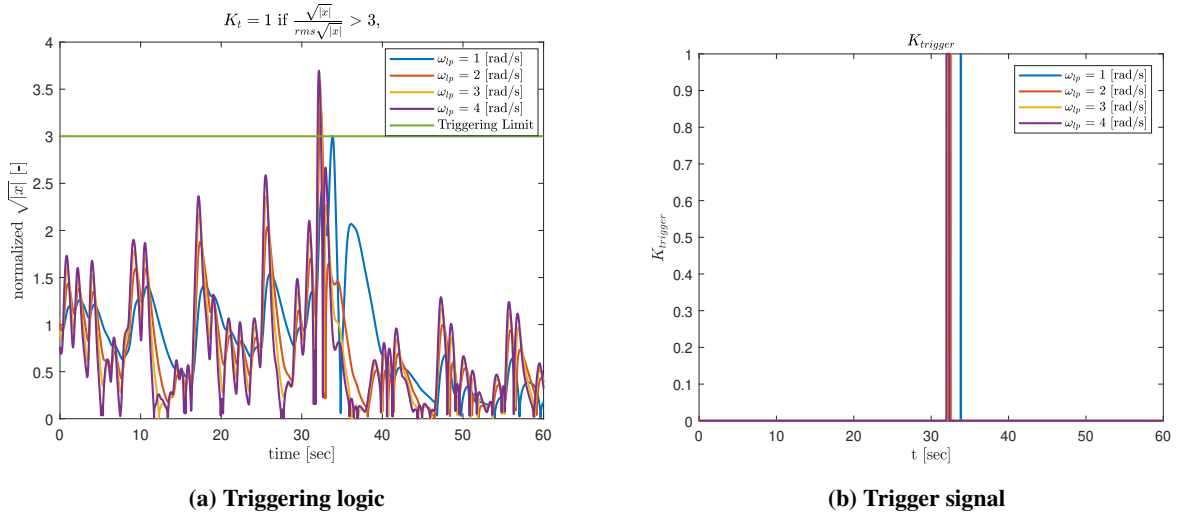 K_t = 1 if √|x| / rms√|x| > 3,
4
3.5
3
2.5
2
1.5
1
0.5
0
normalized √|x| [-]
ω_lp = 1 [rad/s]
ω_lp = 2 [rad/s]
ω_lp = 3 [rad/s]
ω_lp = 4 [rad/s]
Triggering Limit
0 10 20 30 40 50 60
time [sec]
(a) Triggering logic
K_trigger
1
0.9
0.8
0.7
0.6
0.5
0.4
0.3
0.2
0.1
0
K_trigger
ω_lp = 1 [rad/s]
ω_lp = 2 [rad/s]
ω_lp = 3 [rad/s]
ω_lp = 4 [rad/s]
0 10 20 30 40 50 60
t [sec]
(b) Trigger signal